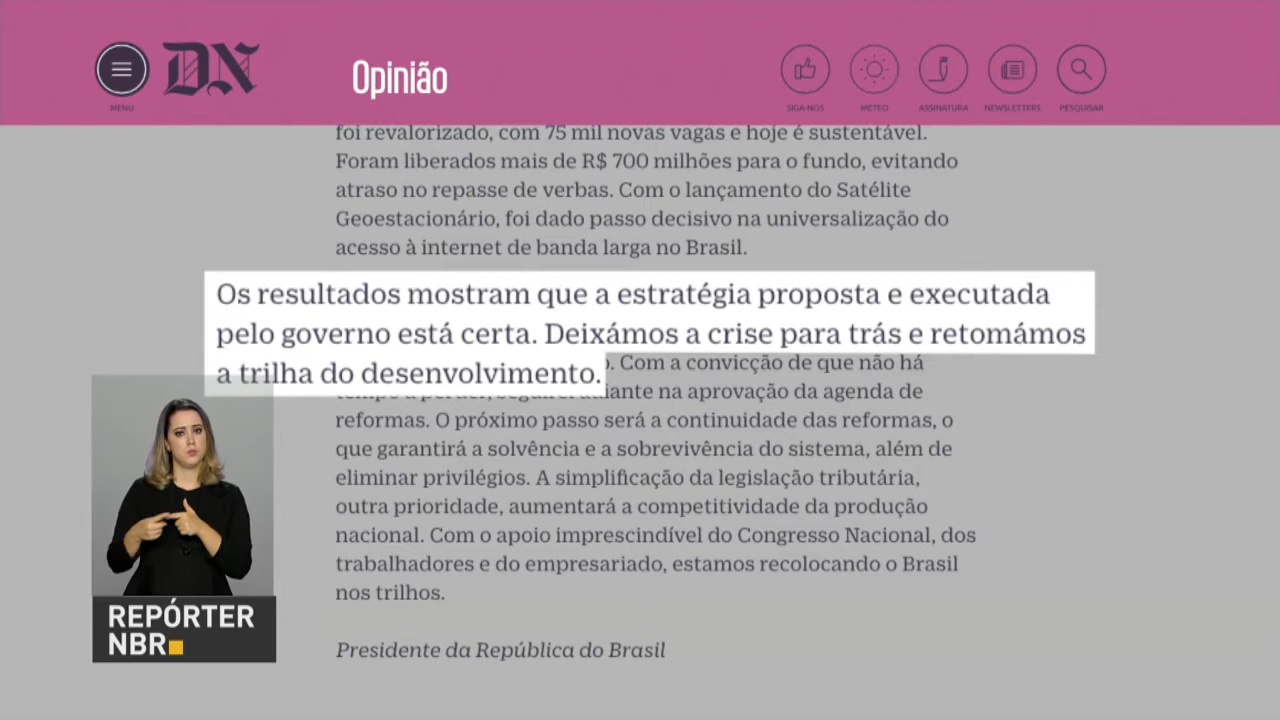 DN
Opinião
MENU
SIGA-NOS
METEO
ASSINATURA
NEWSLETTERS
PESQUISAR
foi revalorizado, com 75 mil novas vagas e hoje é sustentável.
Foram liberados mais de R$ 700 milhões para o fundo, evitando
atraso no repasse de verbas. Com o lançamento do Satélite
Geoestacionário, foi dado passo decisivo na universalização do
acesso à internet de banda larga no Brasil.
Os resultados mostram que a estratégia proposta e executada
pelo governo está certa. Deixámos a crise para trás e retomámos
a trilha do desenvolvimento.
Com a convicção de que não há
na aprovação da agenda de
reformas. O próximo passo será a continuidade das reformas, o
que garantirá a solvência e a sobrevivência do sistema, além de
eliminar privilégios. A simplificação da legislação tributária,
outra prioridade, aumentará a competitividade da produção
nacional. Com o apoio imprescindível do Congresso Nacional, dos
trabalhadores e do empresariado, estamos recolocando o Brasil
nos trilhos.
Presidente da República do Brasil
REPÓRTER
NBR